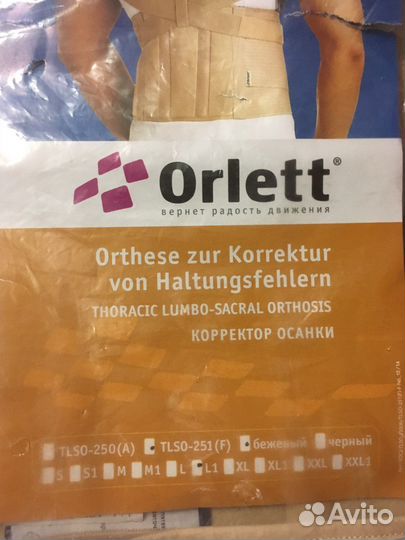 Orlett®
вернет радость движения
Orthese zur Korrektur
von Haltungsfehlern
THORACIC LUMBO-SACRAL ORTHOSIS
КОРРЕКТОР ОСАНКИ
TLSO-250(A) TLSO-251(F) бежевый черный
S S1 M M1 L L1 XL XL1 XXL XXL1
Avito